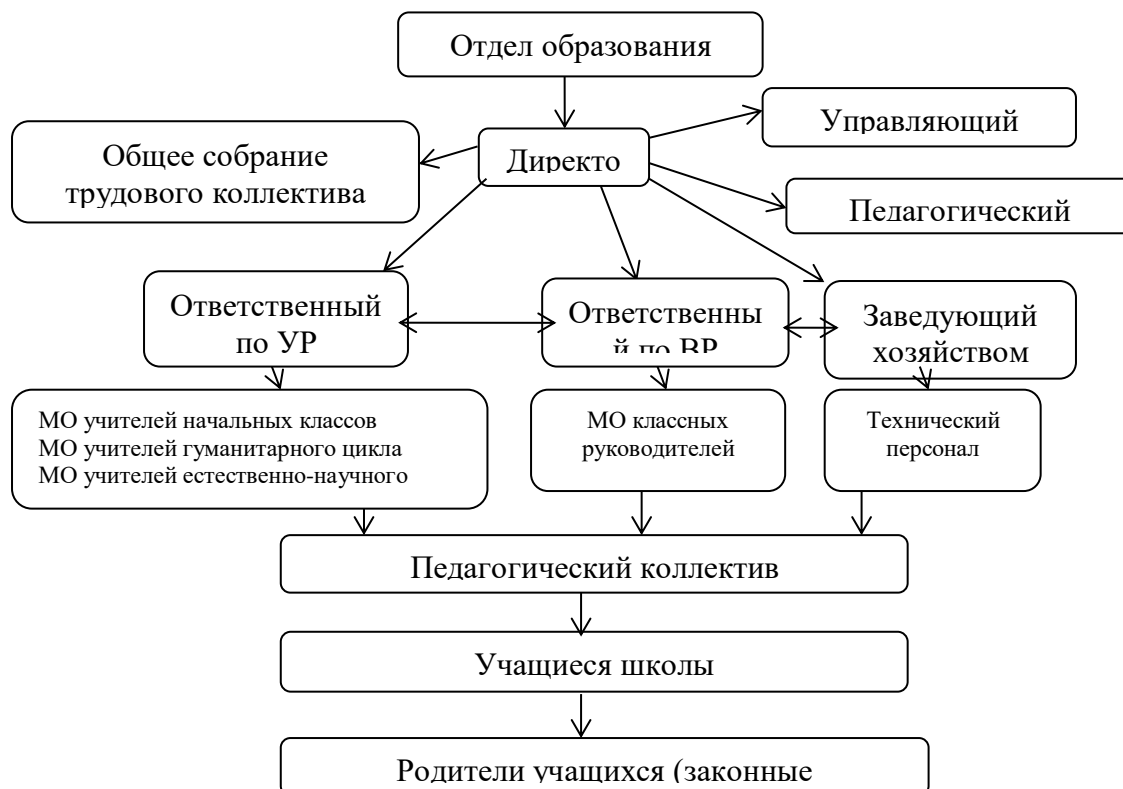 Отдел образования
Управляющий
Общее собрание
трудового коллектива
Директо
Педагогический
Ответственный
по УР
Ответственны
й по ВР
Заведующий
хозяйством
МО учителей начальных классов
МО учителей гуманитарного цикла
МО учителей естественно-научного
МО классных
руководителей
Технический
персонал
Педагогический коллектив
Учащиеся школы
Родители учащихся (законные